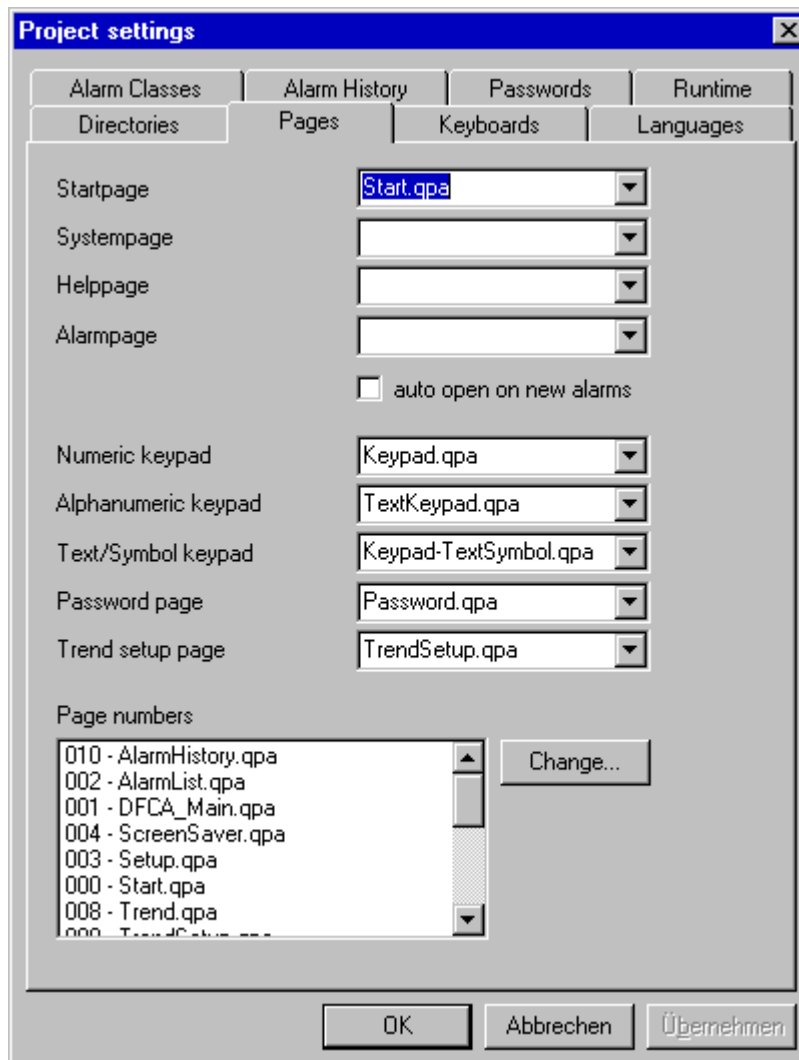 Project settings
Alarm Classes Alarm History Passwords Runtime
Directories Pages Keyboards Languages
Startpage Start.qpa
Systempage
Helppage
Alarmpage
auto open on new alarms
Numeric keypad Keypad.qpa
Alphanumeric keypad TextKeypad.qpa
Text/Symbol keypad Keypad-TextSymbol.qpa
Password page Password.qpa
Trend setup page TrendSetup.qpa
Page numbers
010 - AlarmHistory.qpa
Change...
002 - AlarmList.qpa
001 - DFCA_Main.qpa
004 - ScreenSaver.qpa
003 - Setup.qpa
000 - Start.qpa
008 - Trend.qpa
OK Abbrechen Übernehmen